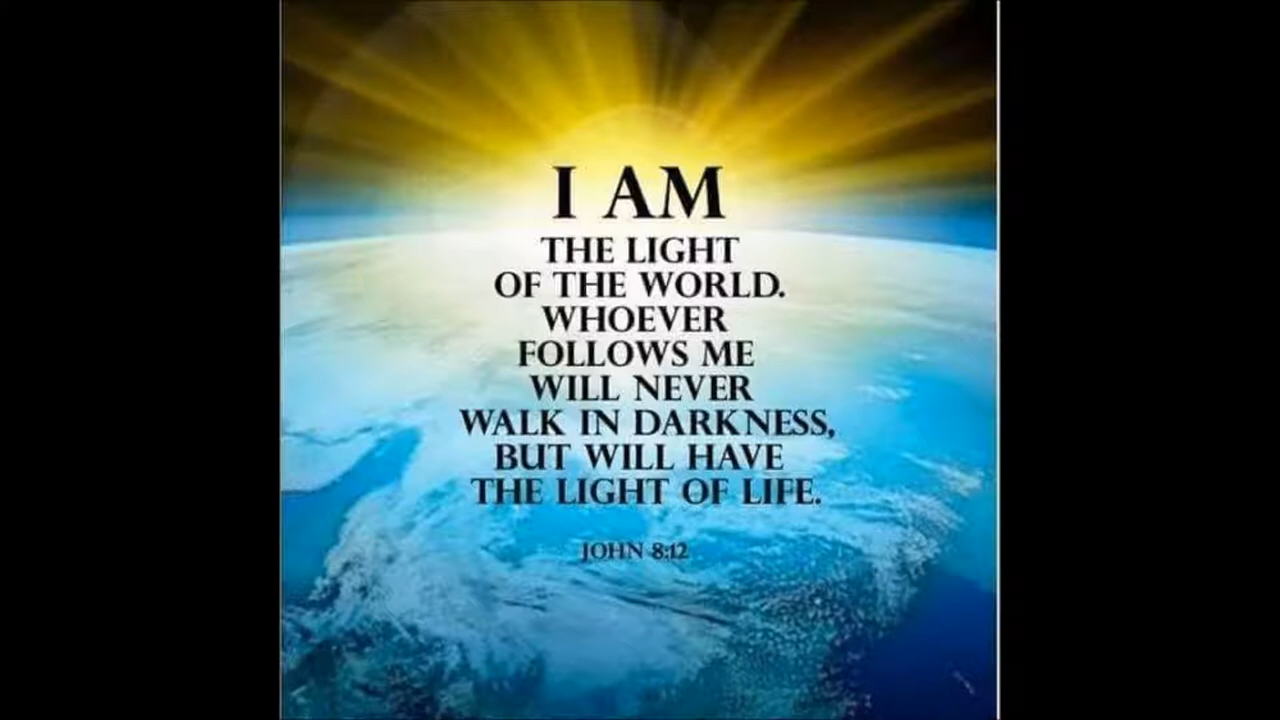 I AM
THE LIGHT
OF THE WORLD.
WHOEVER
FOLLOWS ME
WILL NEVER
WALK IN DARKNESS,
BUT WILL HAVE
THE LIGHT OF LIFE.
JOHN 8:12